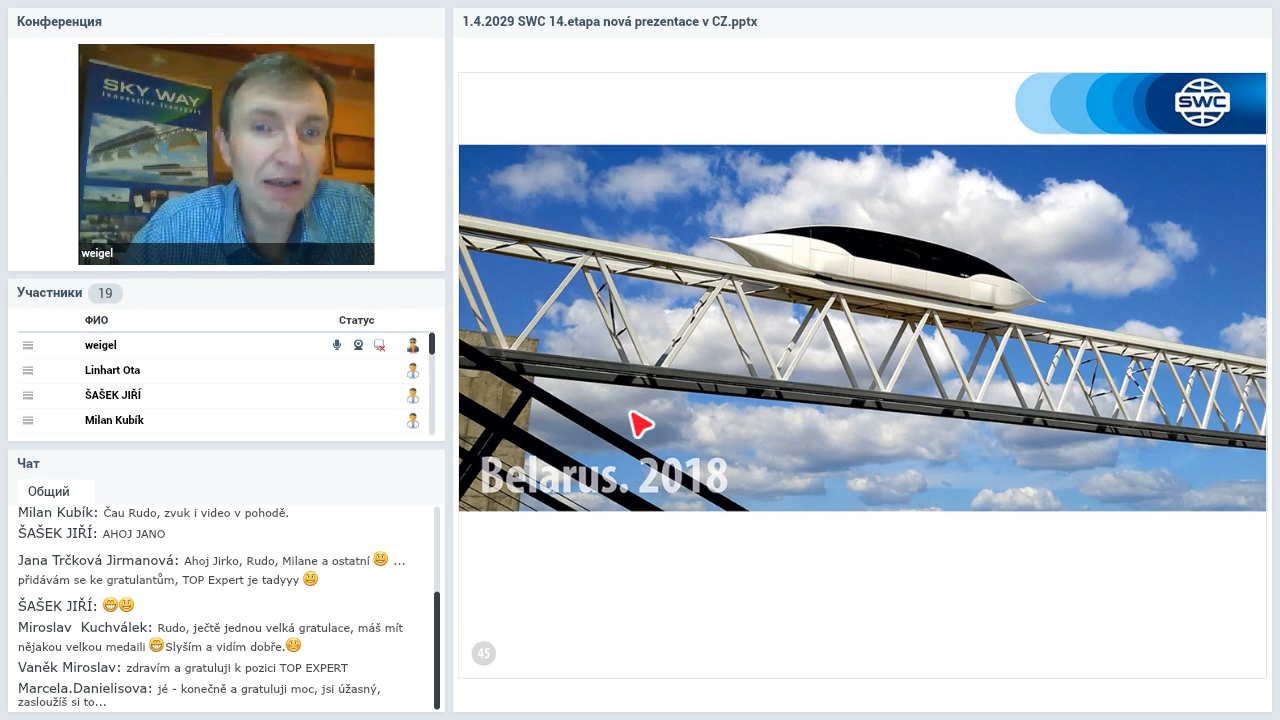 Конференция
SKY WAY
innovative transport
weigel
Участники 19
ФИО Статус
weigel
Linhart Ota
ŠAŠEK JIŘÍ
Milan Kubík
Чат
Общий
Milan Kubík: Čau Rudo, zvuk i video v pohodě.
ŠAŠEK JIŘÍ: AHOJ JANO
Jana Trčková Jirmanová: Ahoj Jirko, Rudo, Milane a ostatní ...
přidávám se ke gratulantům, TOP Expert je tadyyy
ŠAŠEK JIŘÍ:
Miroslav Kuchválek: Rudo, ječtě jednou velká gratulace, máš mít
nějakou velkou medaili Slyším a vidím dobře.
Vaněk Miroslav: zdravím a gratuluji k pozici TOP EXPERT
Marcela.Danielisova: jé - konečně a gratuluji moc, jsi úžasný,
zasloužíš si to...
1.4.2029 SWC 14.etapa nová prezentace v CZ.pptx
SWC
Belarus. 2018
45